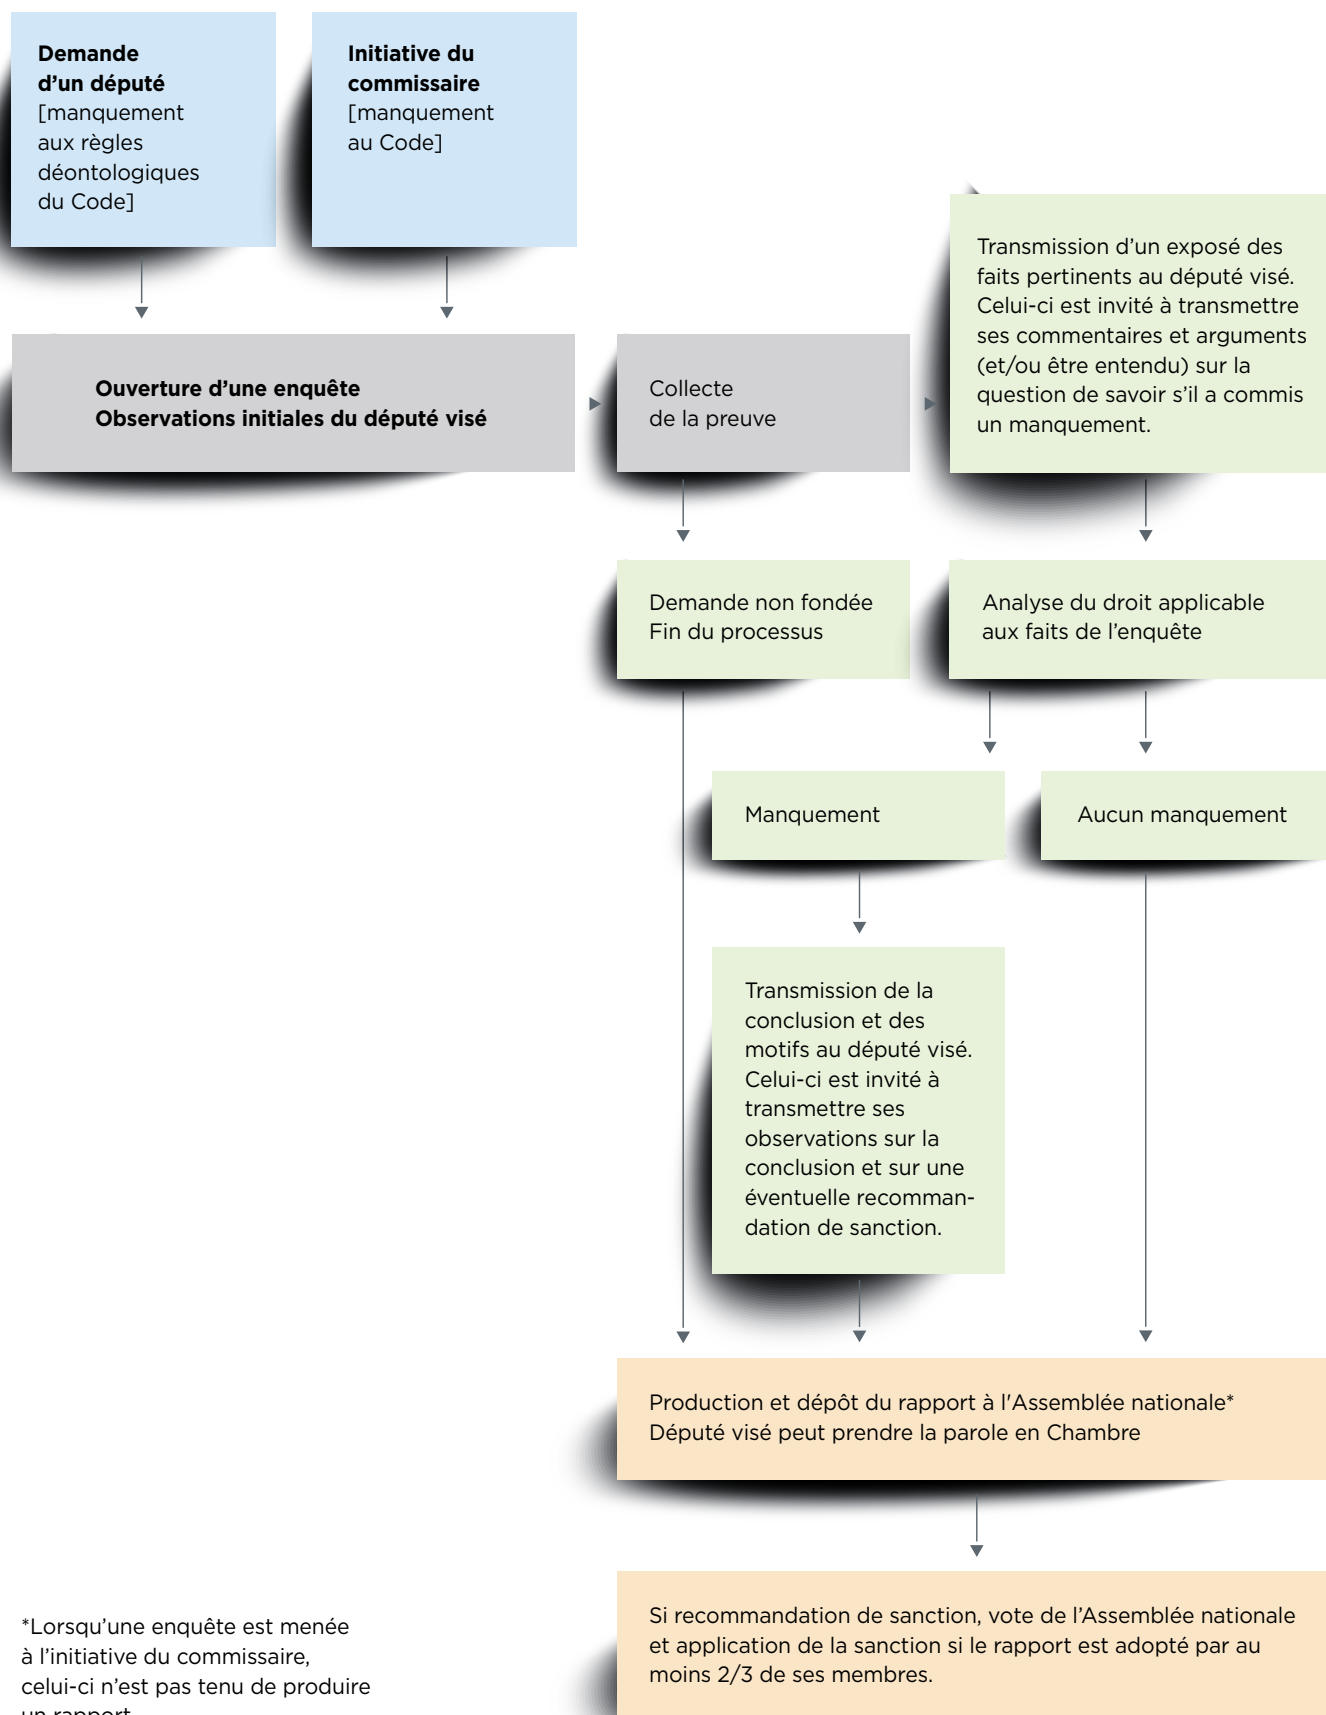 Demande
d’un député
[manquement
aux règles
déontologiques
du Code]
Initiative du
commissaire
[manquement
au Code]
Ouverture d’une enquête
Observations initiales du député visé
Collecte
de la preuve
Transmission d’un exposé des
faits pertinents au député visé.
Celui-ci est invité à transmettre
ses commentaires et arguments
(et/ou être entendu) sur la
question de savoir s’il a commis
un manquement.
Demande non fondée
Fin du processus
Analyse du droit applicable
aux faits de l’enquête
Manquement
Aucun manquement
Transmission de la
conclusion et des
motifs au député visé.
Celui-ci est invité à
transmettre ses
observations sur la
conclusion et sur une
éventuelle recomman-
dation de sanction.
Production et dépôt du rapport à l'Assemblée nationale*
Député visé peut prendre la parole en Chambre
Si recommandation de sanction, vote de l’Assemblée nationale
et application de la sanction si le rapport est adopté par au
moins 2/3 de ses membres.
*Lorsqu’une enquête est menée
à l’initiative du commissaire,
celui-ci n’est pas tenu de produire
un rapport